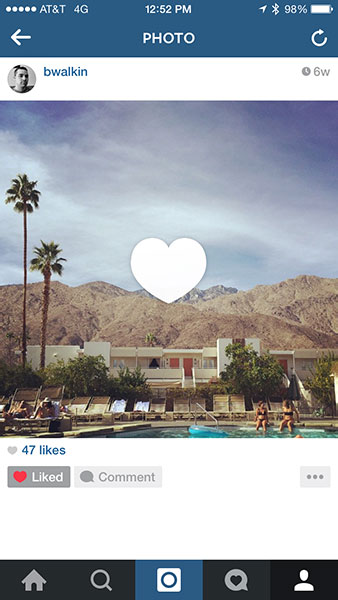 AT&T 4G 12:52 PM 98%
PHOTO
bwalkin 6w
47 likes
Liked Comment